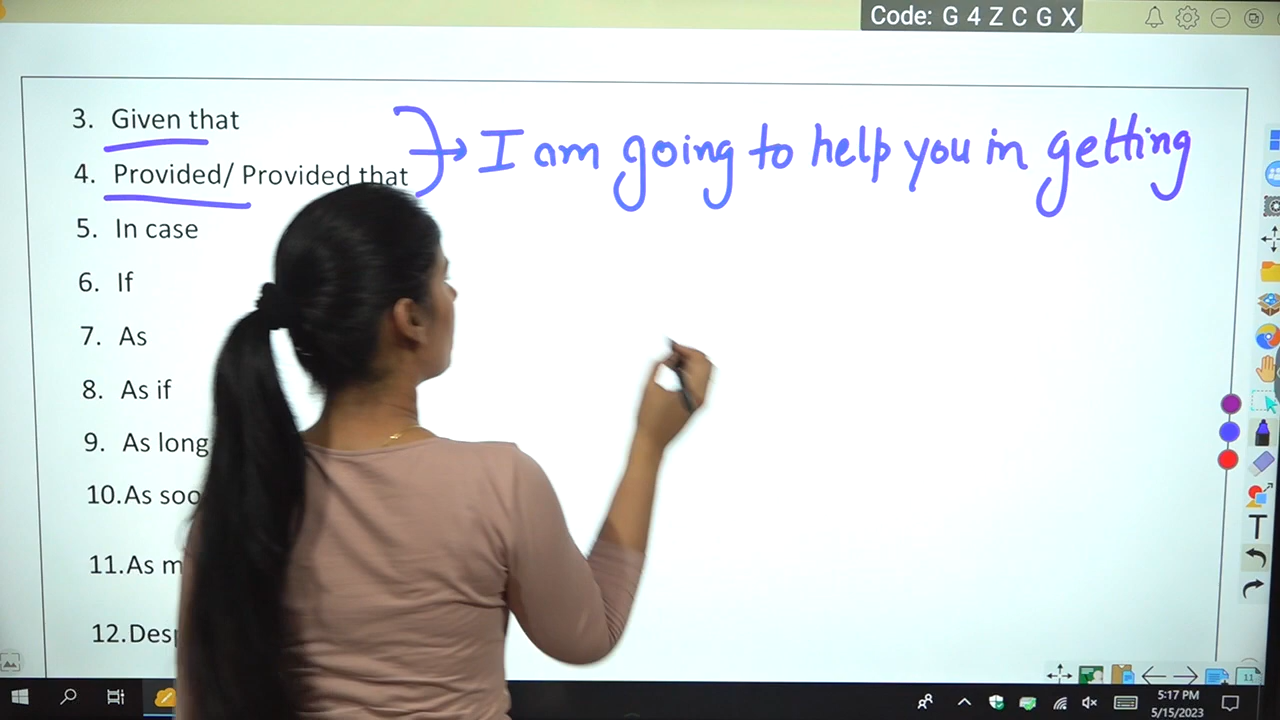 Code: G 4 Z C G X
3. Given that
I am going to help you in getting
4. Provided/ Provided that
5. In case
6. If
7. As
8. As if
9. As long
10.As soo
11.As m
12.Des
T
11
5:17 PM
5/15/2023